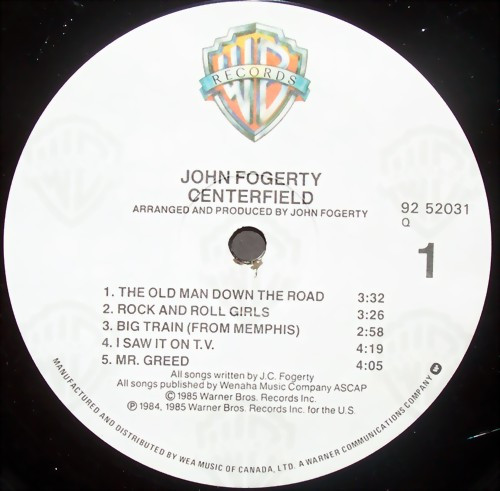 WB
RECORDS
JOHN FOGERTY
CENTERFIELD
ARRANGED AND PRODUCED BY JOHN FOGERTY
92 52031
Q
1
1. THE OLD MAN DOWN THE ROAD 3:32
2. ROCK AND ROLL GIRLS 3:26
3. BIG TRAIN (FROM MEMPHIS) 2:58
4. I SAW IT ON T.V. 4:19
5. MR. GREED 4:05
All songs written by J.C. Fogerty
All songs published by Wenaha Music Company ASCAP
© 1985 Warner Bros. Records Inc.
℗ 1984, 1985 Warner Bros. Records Inc. for the U.S.
MANUFACTURED AND DISTRIBUTED BY WEA MUSIC OF CANADA, LTD. A WARNER COMMUNICATIONS COMPANY